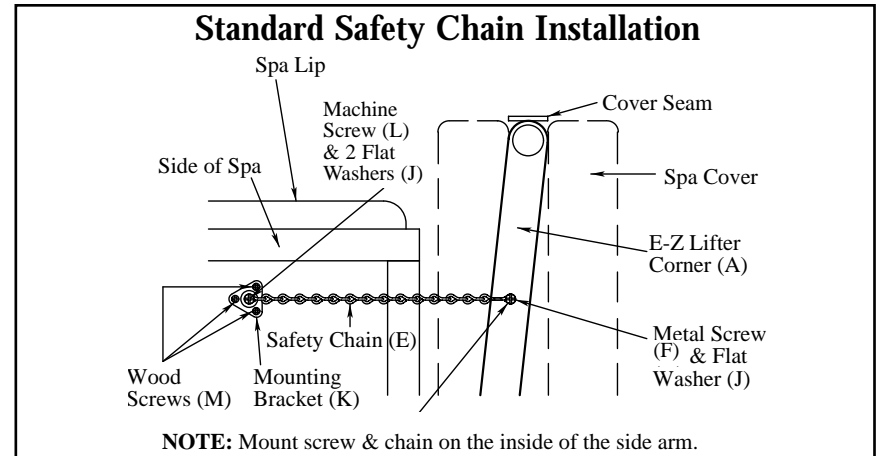 Standard Safety Chain Installation
Spa Lip
Machine
Screw (L)
& 2 Flat
Washers (J)
Side of Spa
Cover Seam
Spa Cover
E-Z Lifter
Corner (A)
Safety Chain (E)
Metal Screw
(F) & Flat
Washer (J)
Wood
Screws (M)
Mounting
Bracket (K)
NOTE: Mount screw & chain on the inside of the side arm.